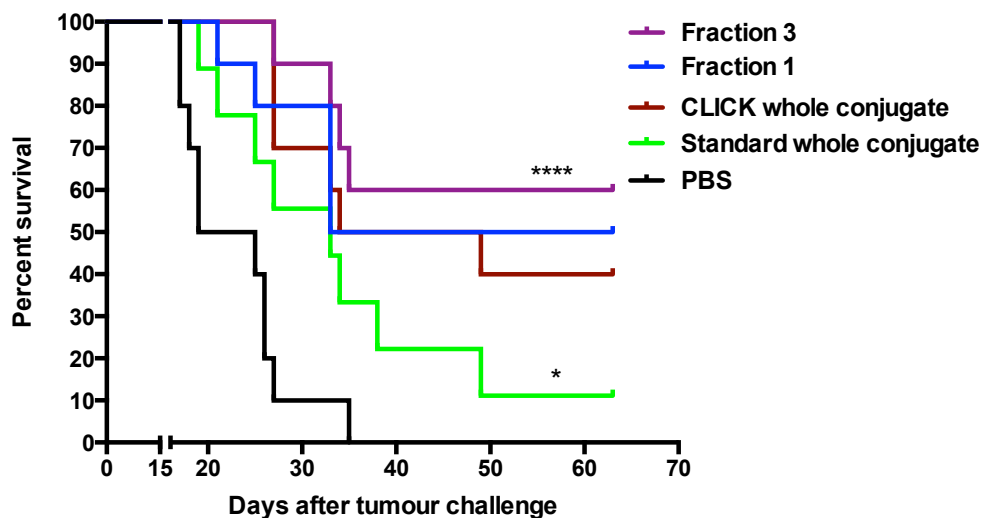 Fraction 3
Fraction 1
CLICK whole conjugate
Standard whole conjugate
PBS
Percent survival
100
90
80
70
60
50
40
30
20
10
0
****
*
0 15 20 30 40 50 60 70
Days after tumour challenge